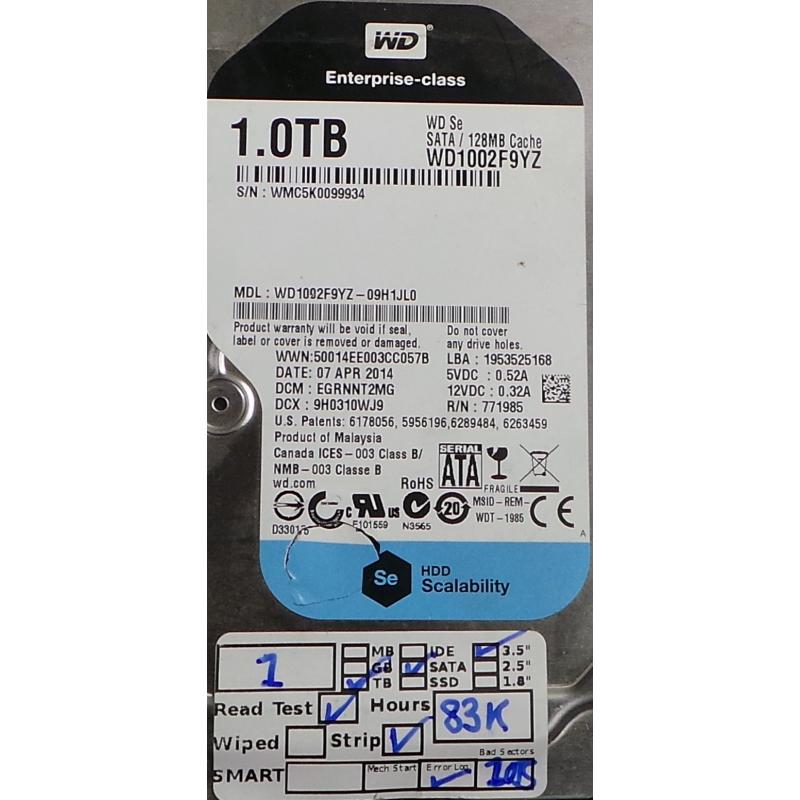 WD
Enterprise-class
1.0TB
WD Se
SATA / 128MB Cache
WD1002F9YZ
S/N : WMC5K0099934
MDL : WD1002F9YZ-09H1JL0
Product warranty will be void if seal,
label or cover is removed or damaged.
Do not cover
any drive holes.
WWN:50014EE003CC057B
DATE: 07 APR 2014
DCM : EGRNNT2MG
DCX : 9H0310WJ9
LBA : 1953525168
5VDC : 0.52A
12VDC : 0.32A
R/N : 771985
U.S. Patents: 6178056, 5956196,6289484, 6263459
Product of Malaysia
Canada ICES-003 Class B/
NMB-003 Classe B
wd.com
RoHS
SERIAL
ATA
FRAGILE
c UR us
E101559
N3565
20
MSID-REM-
WDT-1985
CE
A
Se
HDD
Scalability
1
MB
GB
TB
IDE
SATA
SSD
3.5"
2.5"
1.8"
Read Test
Hours
83K
Wiped
Strip
SMART
Mech Start
Error Log
Bad Sectors